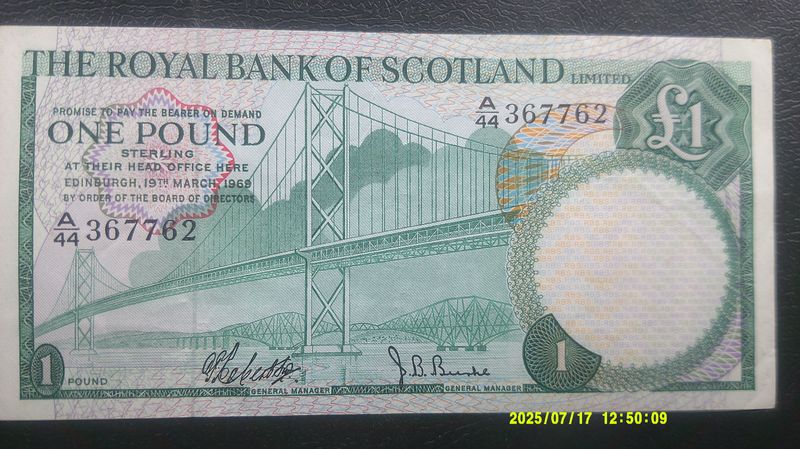 THE ROYAL BANK OF SCOTLAND LIMITED
PROMISE TO PAY THE BEARER ON DEMAND
ONE POUND
STERLING
AT THEIR HEAD OFFICE HERE
EDINBURGH, 19TH MARCH, 1969
BY ORDER OF THE BOARD OF DIRECTORS
A/44 367762
A/44 367762
£1
1
POUND
GENERAL MANAGER
J. B. Burke
GENERAL MANAGER
1
2025/07/17 12:50:09